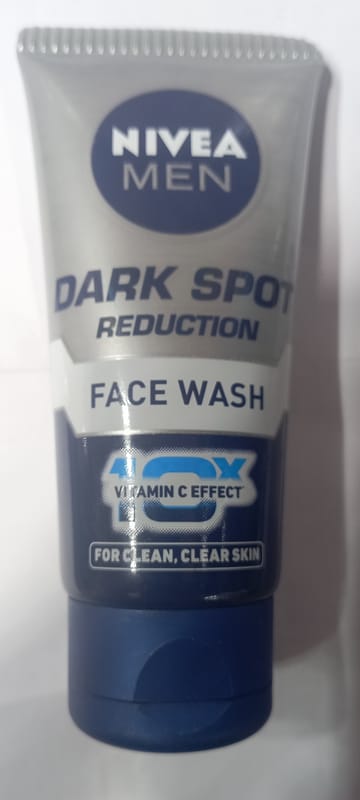 NIVEA
MEN
DARK SPOT
REDUCTION
FACE WASH
10X
VITAMIN C EFFECT
FOR CLEAN, CLEAR SKIN